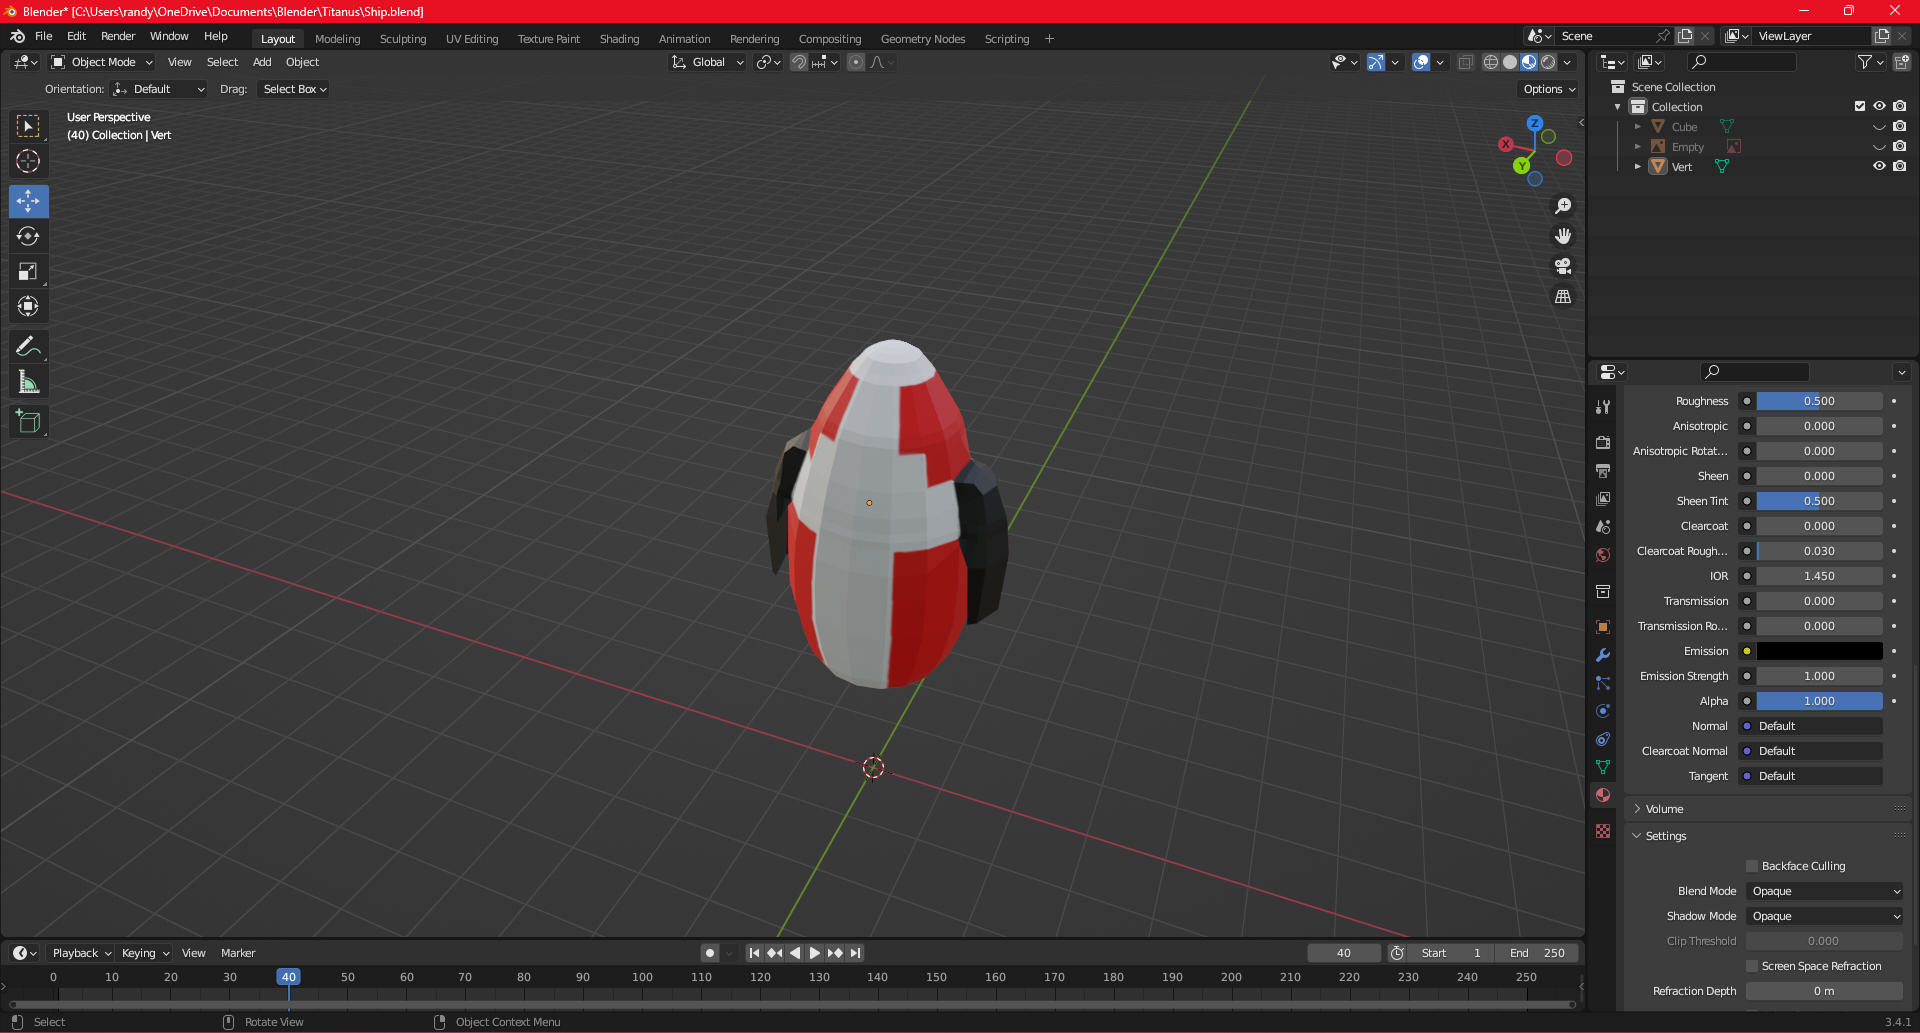 Blender* [C:\Users\randy\OneDrive\Documents\Blender\Titanus\Ship.blend]
File Edit Render Window Help
Layout Modeling Sculpting UV Editing Texture Paint Shading Animation Rendering Compositing Geometry Nodes Scripting +
Scene
ViewLayer
Object Mode View Select Add Object
Global
Orientation: Default Drag: Select Box
Options
User Perspective
(40) Collection | Vert
Z
X
Y
Scene Collection
Collection
Cube
Empty
Vert
Roughness 0.500
Anisotropic 0.000
Anisotropic Rotat... 0.000
Sheen 0.000
Sheen Tint 0.500
Clearcoat 0.000
Clearcoat Rough... 0.030
IOR 1.450
Transmission 0.000
Transmission Ro... 0.000
Emission
Emission Strength 1.000
Alpha 1.000
Normal Default
Clearcoat Normal Default
Tangent Default
Volume
Settings
Backface Culling
Blend Mode Opaque
Shadow Mode Opaque
Clip Threshold 0.000
Screen Space Refraction
Refraction Depth 0 m
Playback Keying View Marker
40 Start 1 End 250
0 10 20 30 40 50 60 70 80 90 100 110 120 130 140 150 160 170 180 190 200 210 220 230 240 250
Select Rotate View Object Context Menu
3.4.1